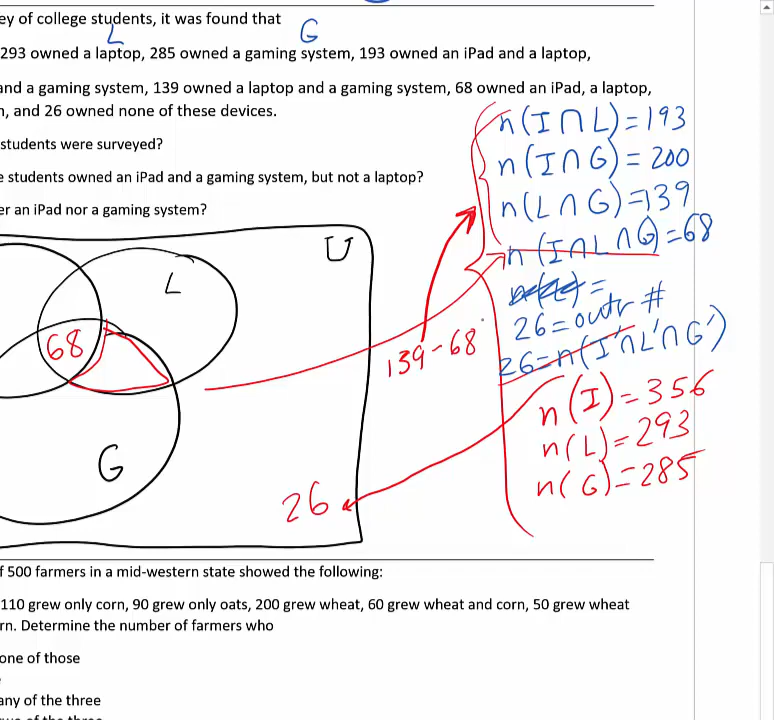 ey of college students, it was found that
L
G
293 owned a laptop, 285 owned a gaming system, 193 owned an iPad and a laptop,
and a gaming system, 139 owned a laptop and a gaming system, 68 owned an iPad, a laptop,
n, and 26 owned none of these devices.
students were surveyed?
e students owned an iPad and a gaming system, but not a laptop?
er an iPad nor a gaming system?
n(I∩L)=193
n(I∩G)=200
n(L∩G)=139
n(I∩L∩G)=68
=
26=outr #
26=n(I'∩L'∩G')
n(I)=356
n(L)=293
n(G)=285
U
L
68
139-68
G
26
f 500 farmers in a mid-western state showed the following:
110 grew only corn, 90 grew only oats, 200 grew wheat, 60 grew wheat and corn, 50 grew wheat
rn. Determine the number of farmers who
one of those
any of the three